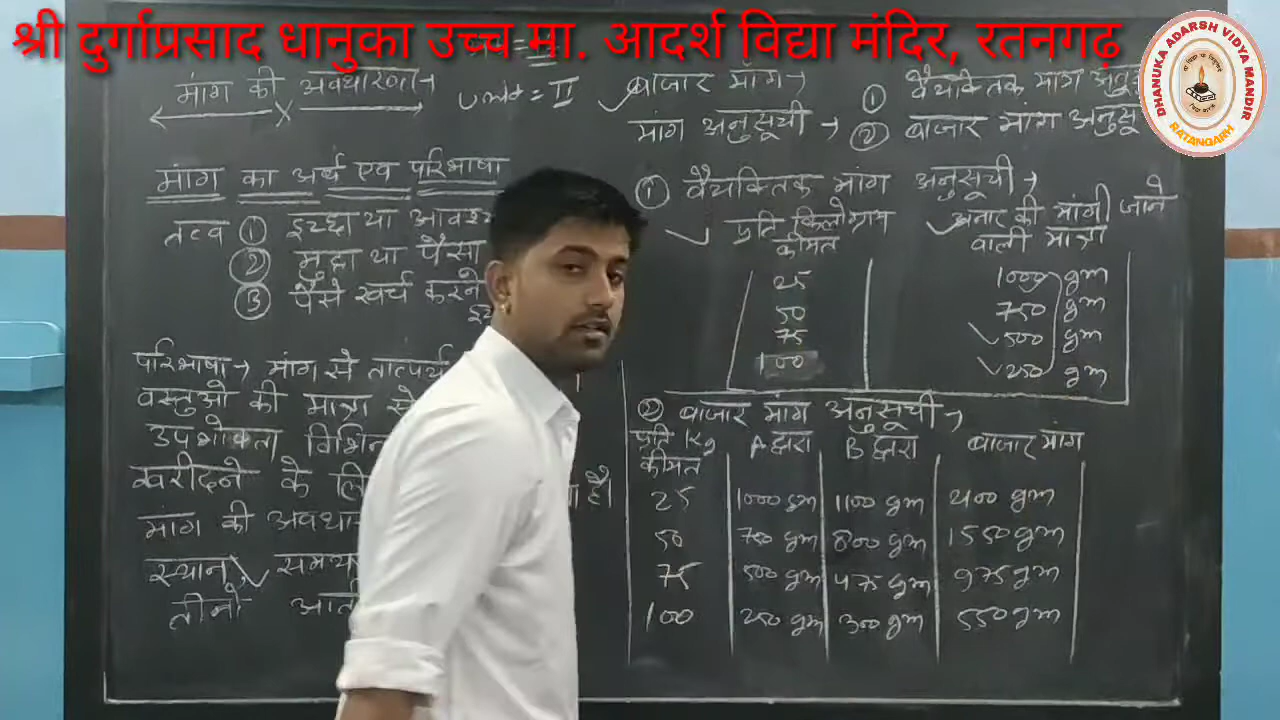 श्री दुर्गाप्रसाद धानुका उच्च मा. आदर्श विद्या मंदिर, रतनगढ़
DHANUKA ADARSH VIDYA MANDIR
RATANGARH
मांग की अवधारणा→
unit = II
मांग का अर्थ एवं परिभाषा
तत्व ① इच्छा या
② मुद्रा या पैसा
③ पैसे खर्च करने
परिभाषा → मांग से तात्पर्य
वस्तुओ की मात्रा से
उपभोक्ता
खरीदने के है।
मांग की
स्थान, समय
तीनो
बाजार मांग →
मांग अनुसूची → ① वैयक्तिक मांग
② बाजार मांग
① वैयक्तिक मांग अनुसूची →
प्रति किलोग्राम कीमत
अनार की मांगी जाने वाली मात्रा
25 1000 gm
50 750 gm
75 500 gm
100 250 gm
② बाजार मांग अनुसूची →
प्रति Kg कीमत A द्वारा B द्वारा बाजार मांग
25 1000 gm 1100 gm 2100 gm
50 750 gm 800 gm 1550 gm
75 500 gm 475 gm 975 gm
100 250 gm 300 gm 550 gm